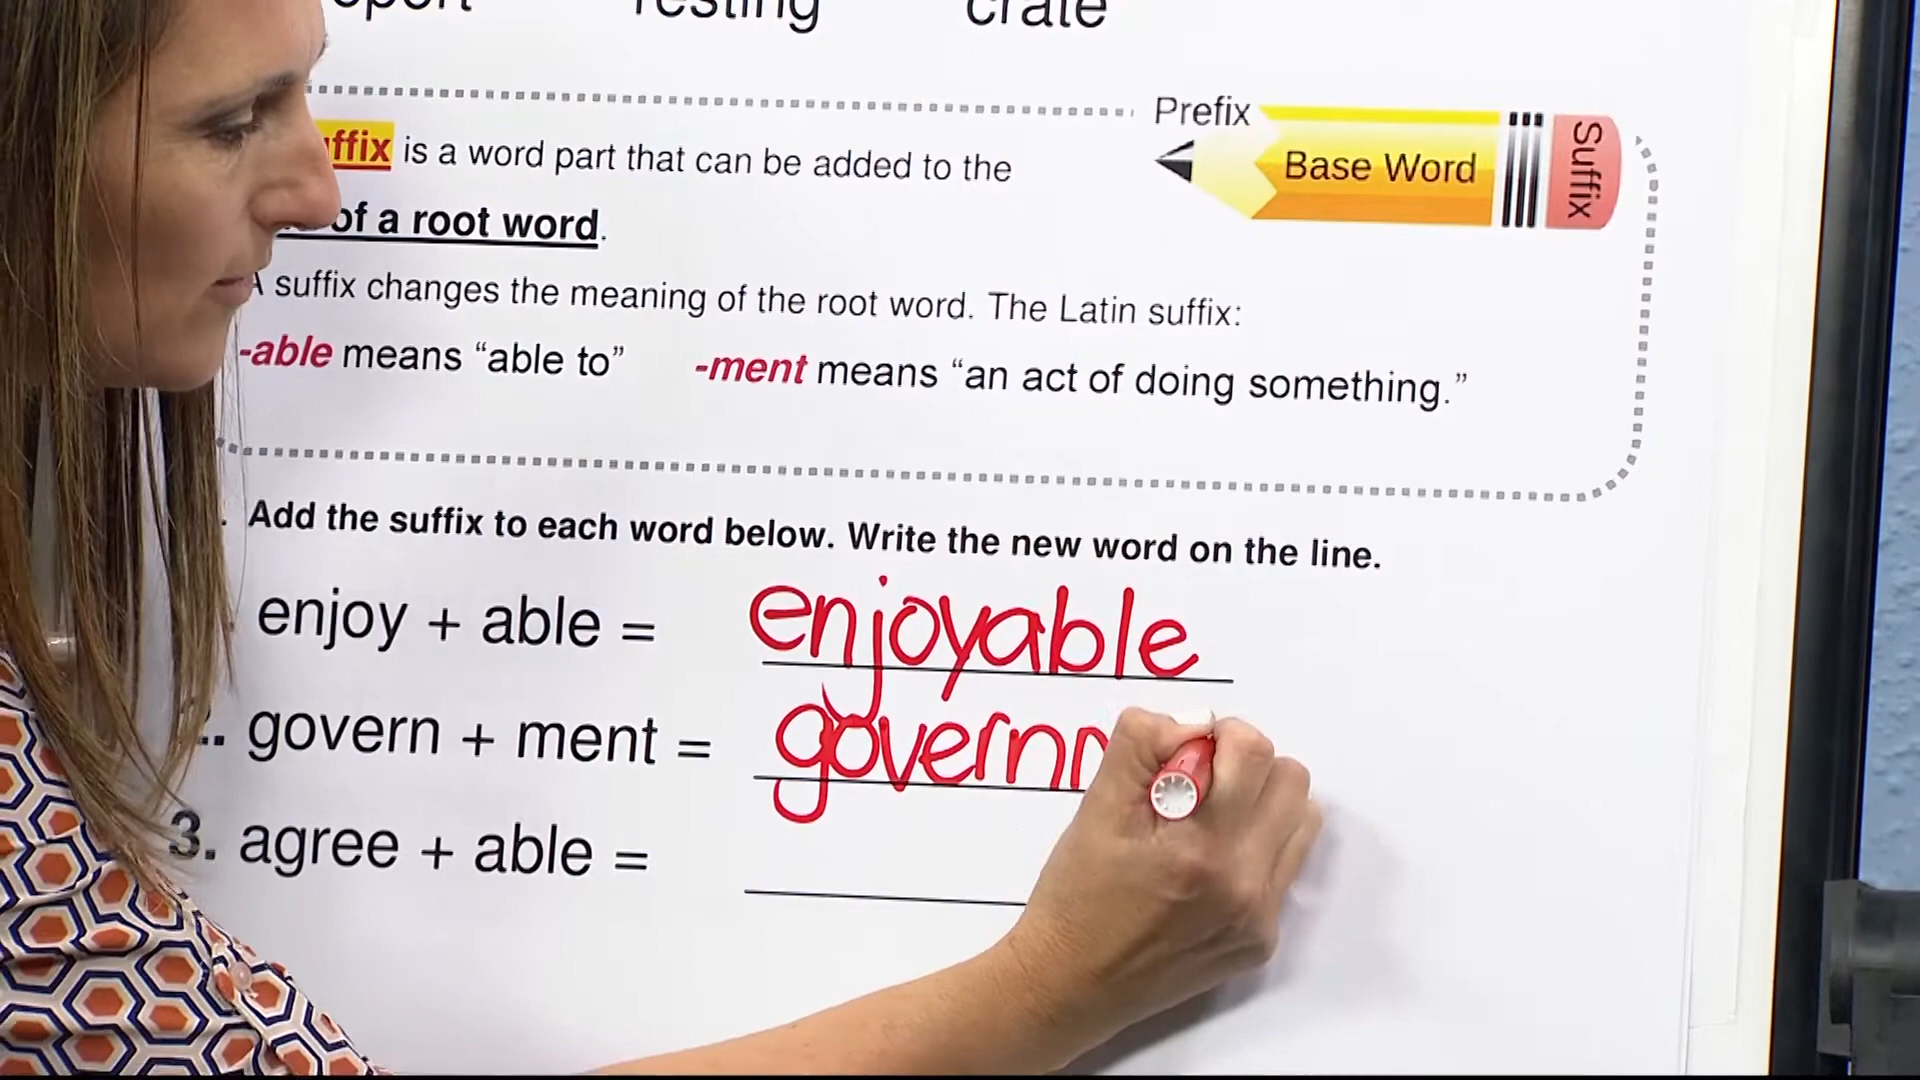 resting crate
Prefix
Base Word
Suffix
is a word part that can be added to the
of a root word.
A suffix changes the meaning of the root word. The Latin suffix:
-able means “able to” -ment means “an act of doing something.”
Add the suffix to each word below. Write the new word on the line.
enjoy + able = enjoyable
govern + ment = govern
3. agree + able =